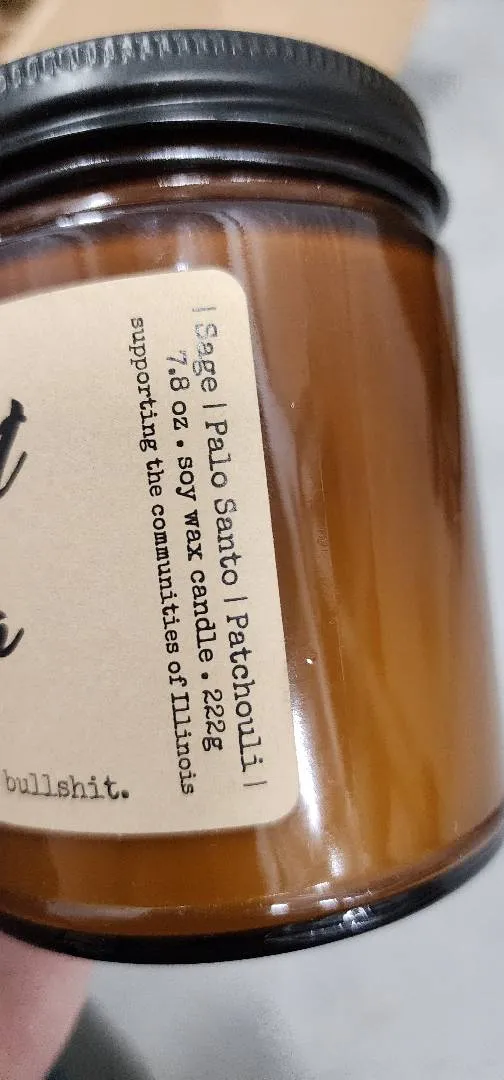 bullshit.
| Sage | Palo Santo | Patchouli |
7.8 oz • soy wax candle • 222g
supporting the communities of Illinois